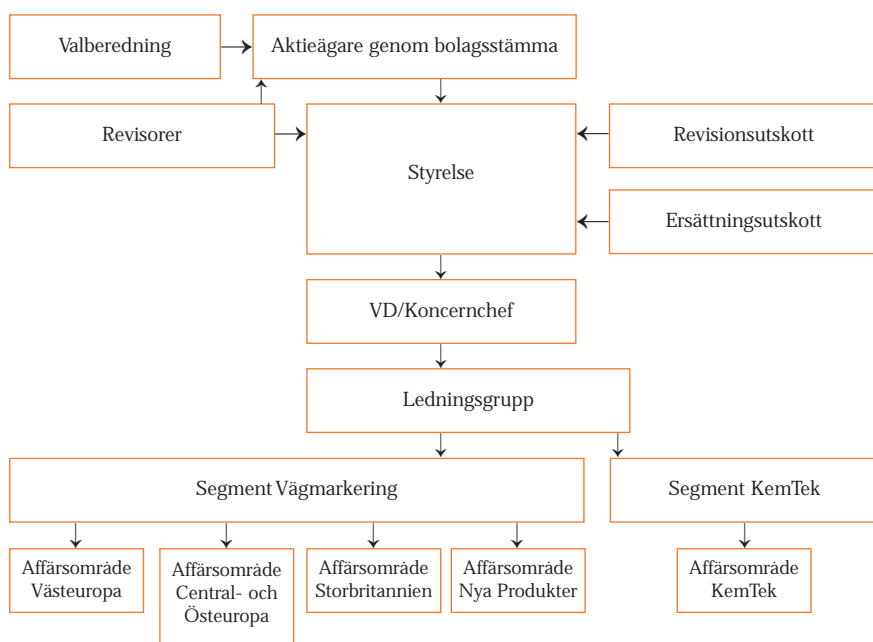 Valberedning
Aktieägare genom bolagsstämma
Revisorer
Styrelse
Revisionsutskott
Ersättningsutskott
VD/Koncernchef
Ledningsgrupp
Segment Vägmarkering
Segment KemTek
Affärsområde
Västeuropa
Affärsområde
Central- och
Östeuropa
Affärsområde
Storbritannien
Affärsområde
Nya Produkter
Affärsområde
KemTek